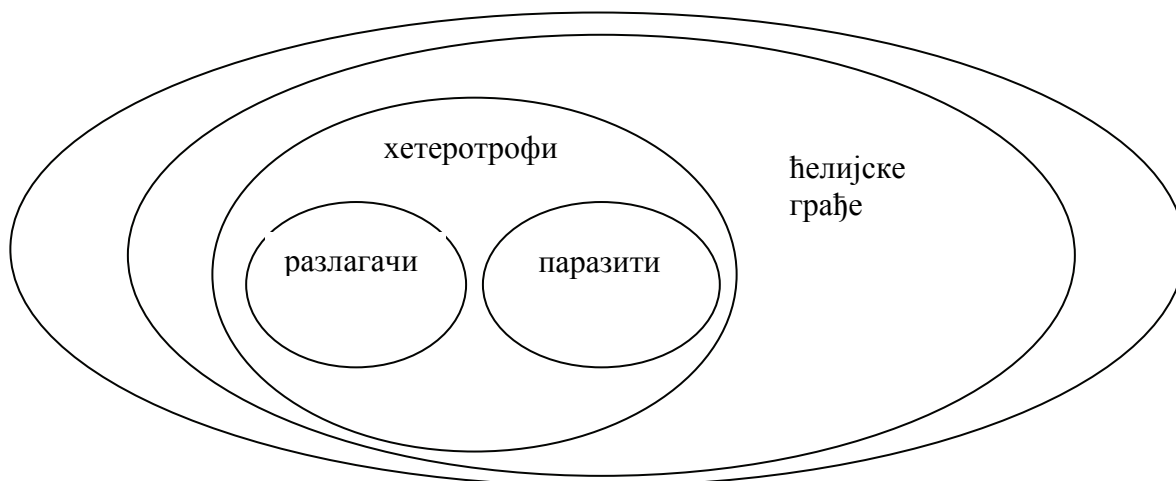 хетеротрофи
ћелијске
грађе
разлагачи
паразити